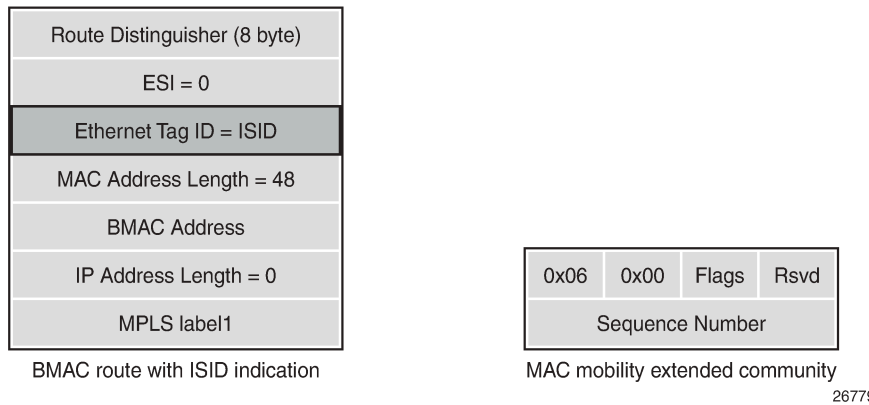 Route Distinguisher (8 byte)
ESI = 0
Ethernet Tag ID = ISID
MAC Address Length = 48
BMAC Address
IP Address Length = 0
MPLS label1
BMAC route with ISID indication
0x06 0x00 Flags Rsvd
Sequence Number
MAC mobility extended community
26779